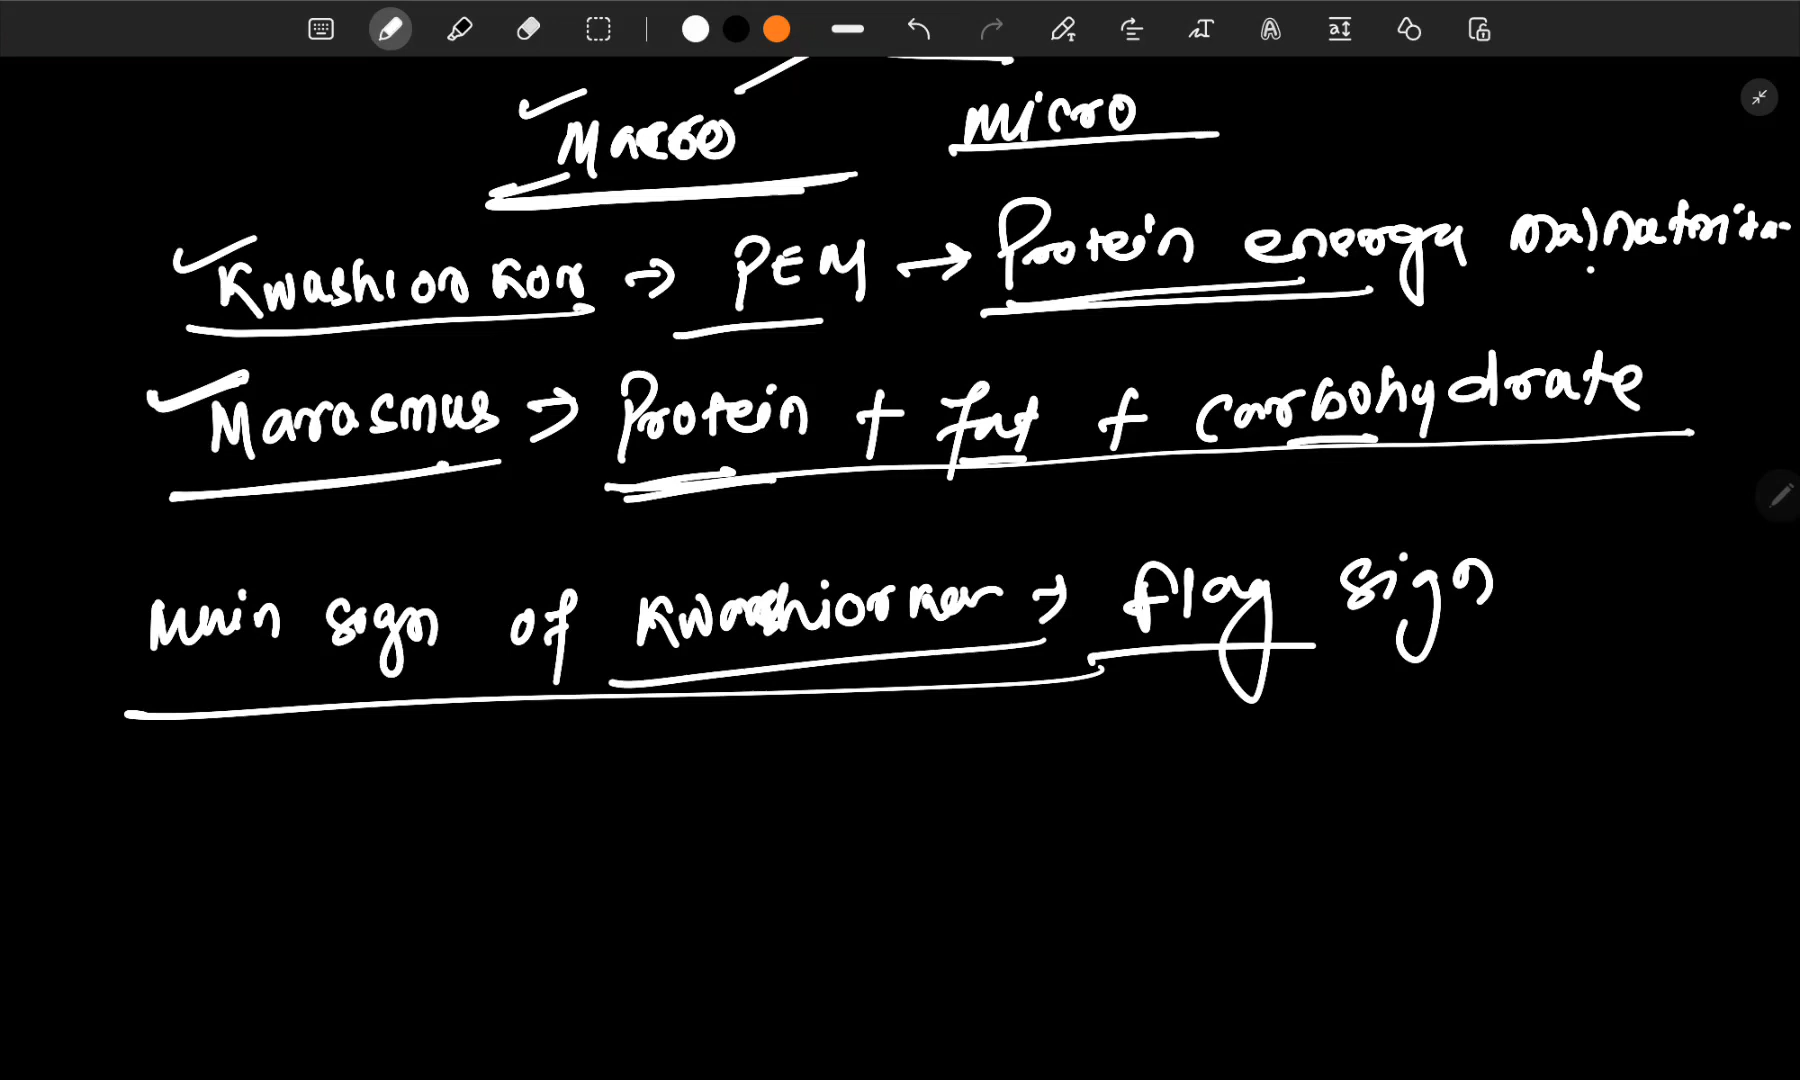 Macro micro
Kwashiorkor → PEM → Protein energy malnutrition
Marasmus → Protein + fat + carbohydrate
Main sign of Kwashiorkor → flag sign